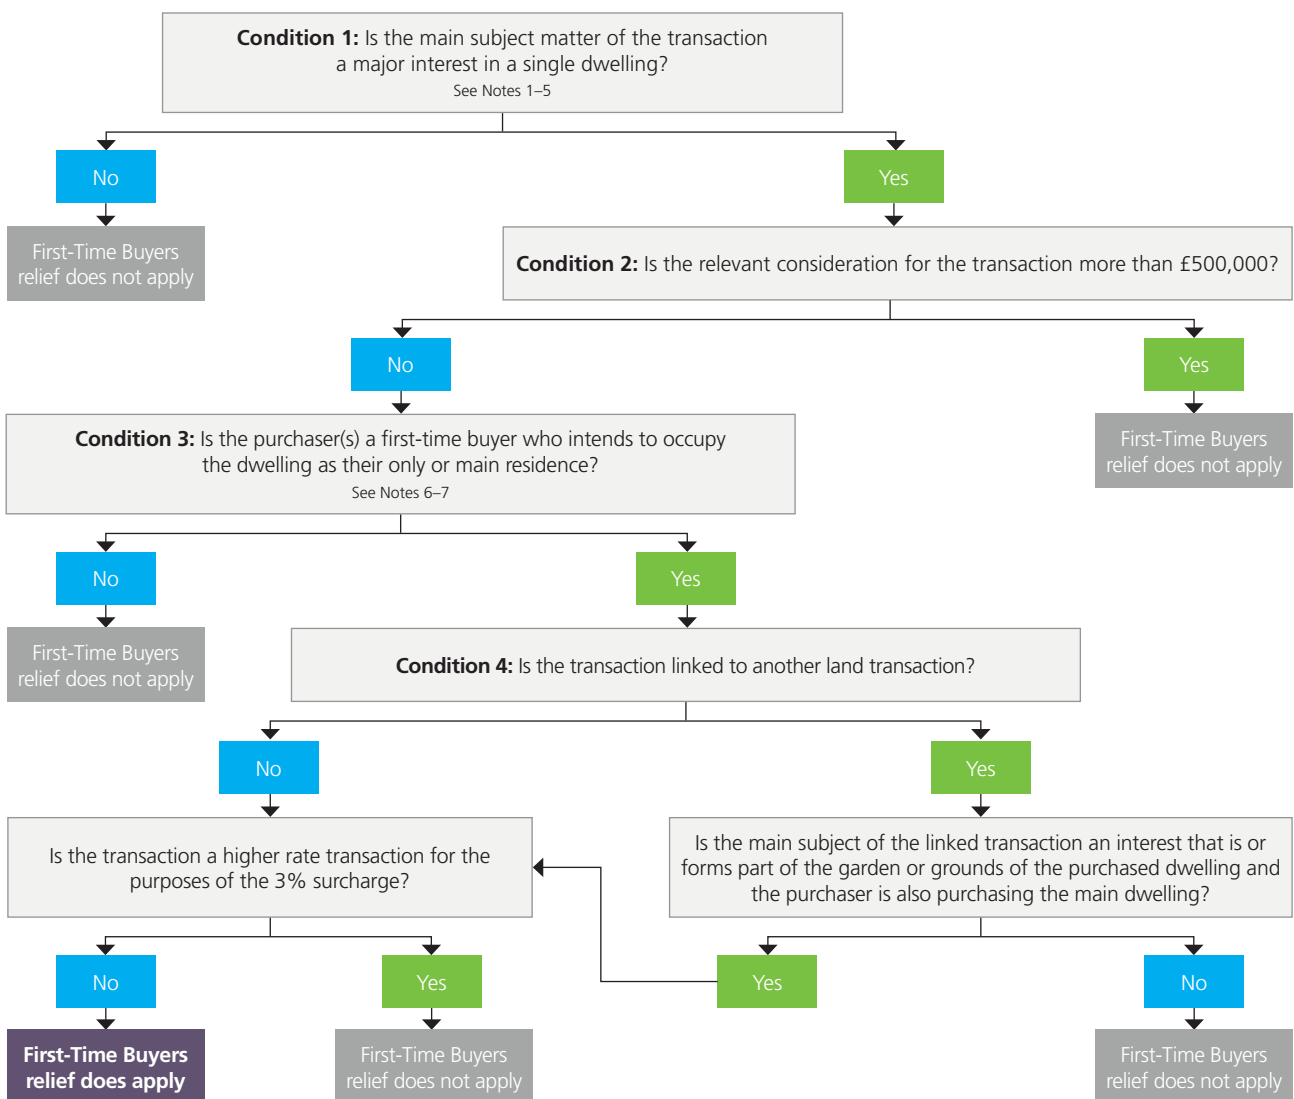 Condition 1: Is the main subject matter of the transaction
a major interest in a single dwelling?
See Notes 1–5
No
Yes
First-Time Buyers
relief does not apply
Condition 2: Is the relevant consideration for the transaction more than £500,000?
No
Yes
Condition 3: Is the purchaser(s) a first-time buyer who intends to occupy
the dwelling as their only or main residence?
See Notes 6–7
First-Time Buyers
relief does not apply
No
Yes
First-Time Buyers
relief does not apply
Condition 4: Is the transaction linked to another land transaction?
No
Yes
Is the transaction a higher rate transaction for the
purposes of the 3% surcharge?
Is the main subject of the linked transaction an interest that is or
forms part of the garden or grounds of the purchased dwelling and
the purchaser is also purchasing the main dwelling?
No
Yes
Yes
No
First-Time Buyers
relief does apply
First-Time Buyers
relief does not apply
First-Time Buyers
relief does not apply